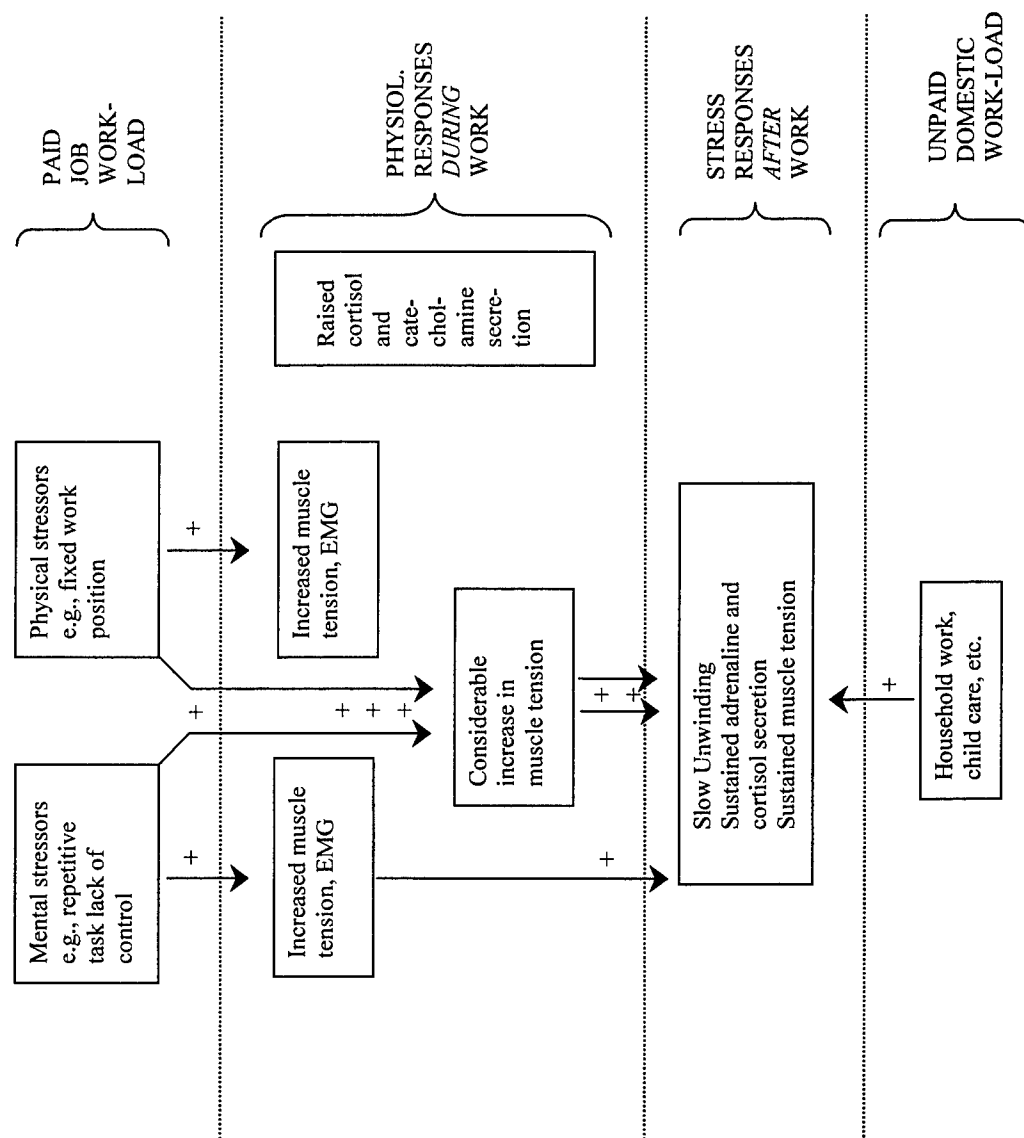 Mental stressors
e.g., repetitive
task lack of
control
Physical stressors
e.g., fixed work
position
PAID
JOB
WORK-
LOAD
+
+
+
Increased muscle
tension, EMG
+
+
+
Increased muscle
tension, EMG
Raised
cortisol
and
cate-
chol-
amine
secre-
tion
PHYSIOL.
RESPONSES
DURING
WORK
Considerable
increase in
muscle tension
+
+
+
Slow Unwinding
Sustained adrenaline and
cortisol secretion
Sustained muscle tension
STRESS
RESPONSES
AFTER
WORK
+
Household work,
child care, etc.
UNPAID
DOMESTIC
WORK-LOAD